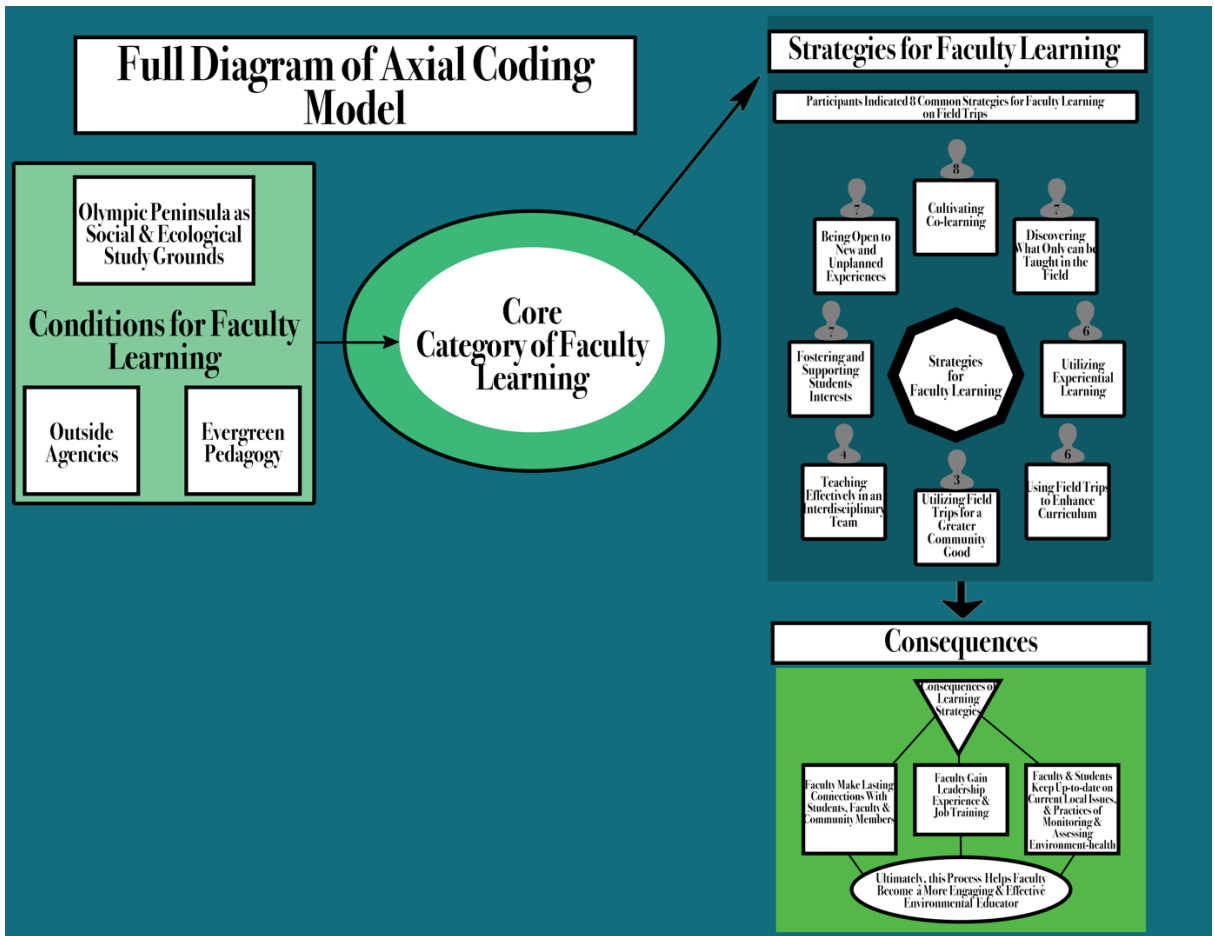 Full Diagram of Axial Coding
Model
Olympic Peninsula as
Social & Ecological
Study Grounds
Conditions for Faculty
Learning
Outside
Agencies
Evergreen
Pedagogy
Core
Category of Faculty
Learning
Strategies for Faculty Learning
Participants Indicated 8 Common Strategies for Faculty Learning
on Field Trips
8
Cultivating
Co-learning
7
Being Open to
New and
Unplanned
Experiences
7
Discovering
What Only can be
Taught in the
Field
7
Fostering and
Supporting
Students
Interests
Strategies
for
Faculty Learning
6
Utilizing
Experiential
Learning
4
Teaching
Effectively in an
Interdisciplinary
Team
3
Utilizing Field
Trips for a
Greater
Community
Good
6
Using Field Trips
to Enhance
Curriculum
Consequences
Consequences of
Learning
Strategies
Faculty Make Lasting
Connections With
Students, Faculty &
Community Members
Faculty Gain
Leadership
Experience &
Job Training
Faculty & Students
Keep Up-to-date on
Current Local Issues,
& Practices of
Monitoring &
Assessing
Environment-health
Ultimately, this Process Helps Faculty
Become a More Engaging & Effective
Environmental Educator